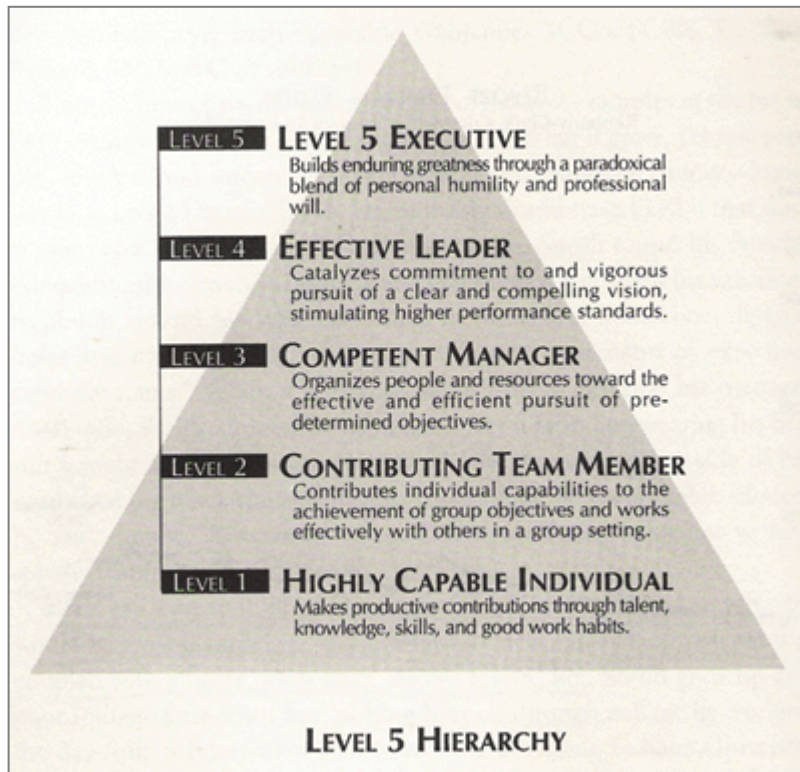 LEVEL 5 LEVEL 5 EXECUTIVE
Builds enduring greatness through a paradoxical
blend of personal humility and professional
will.
LEVEL 4 EFFECTIVE LEADER
Catalyzes commitment to and vigorous
pursuit of a clear and compelling vision,
stimulating higher performance standards.
LEVEL 3 COMPETENT MANAGER
Organizes people and resources toward the
effective and efficient pursuit of pre-
determined objectives.
LEVEL 2 CONTRIBUTING TEAM MEMBER
Contributes individual capabilities to the
achievement of group objectives and works
effectively with others in a group setting.
LEVEL 1 HIGHLY CAPABLE INDIVIDUAL
Makes productive contributions through talent,
knowledge, skills, and good work habits.
LEVEL 5 HIERARCHY